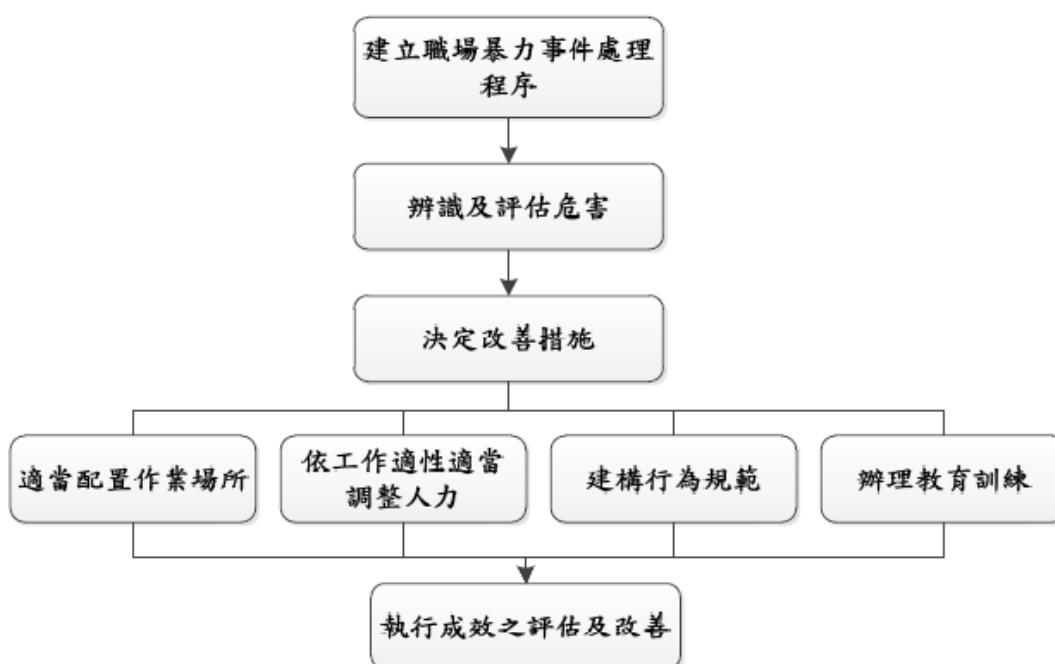 建立職場暴力事件處理
程序
辨識及評估危害
決定改善措施
適當配置作業場所
依工作適性適當
調整人力
建構行為規範
辦理教育訓練
執行成效之評估及改善